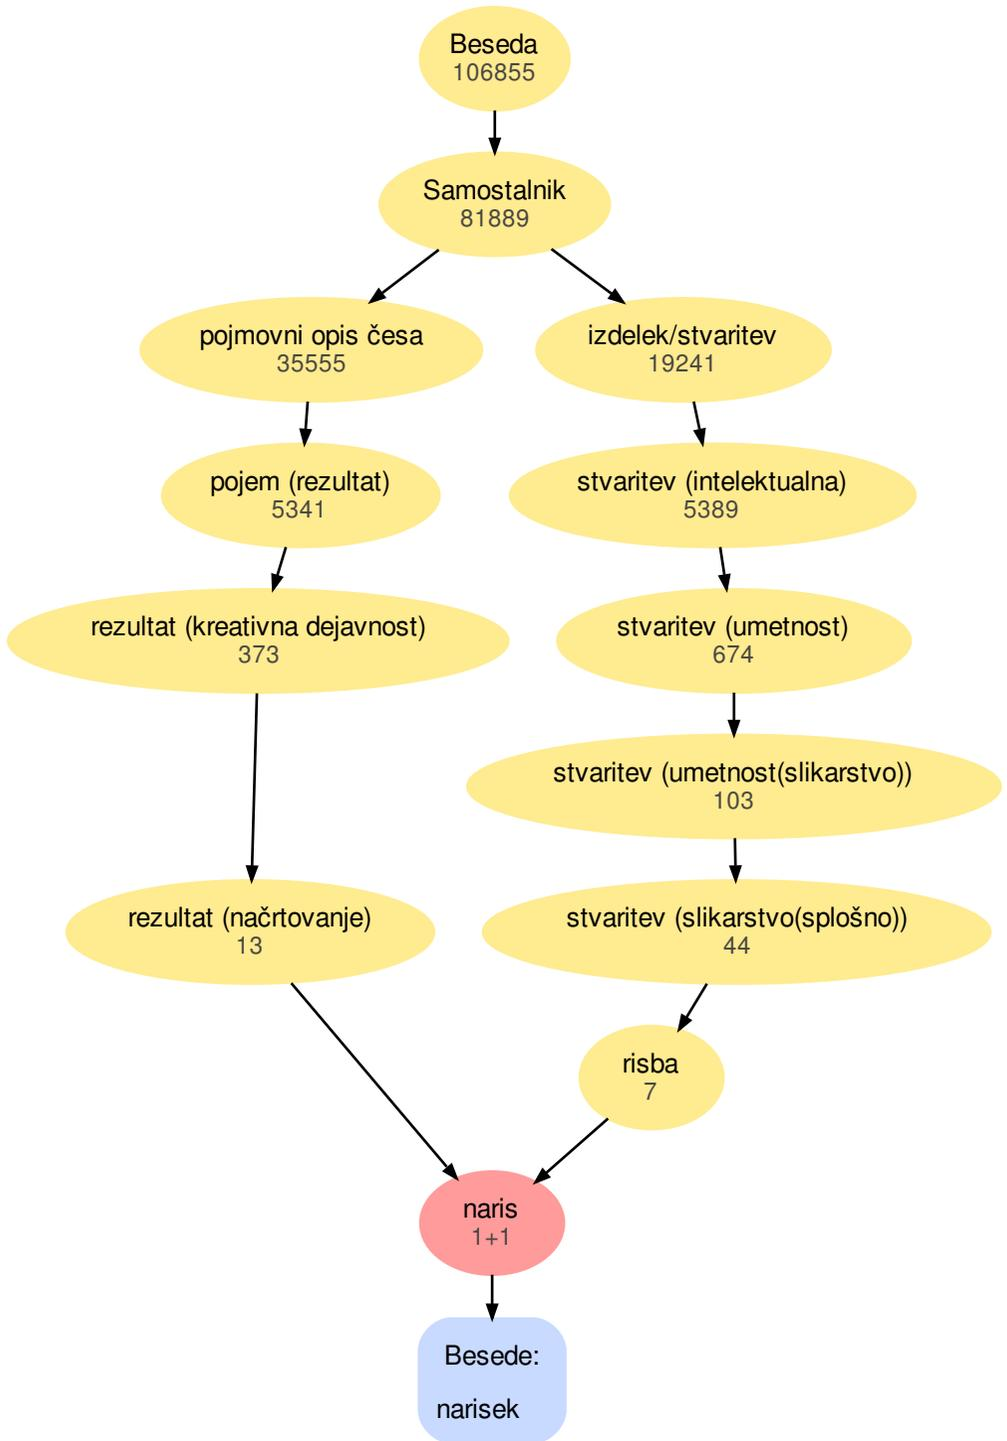 Beseda
106855
Samostalnik
81889
pojmovni opis česa
35555
izdelek/stvaritev
19241
pojem (rezultat)
5341
stvaritev (intelektualna)
5389
rezultat (kreativna dejavnost)
373
stvaritev (umetnost)
674
stvaritev (umetnost(slikarstvo))
103
rezultat (načrtovanje)
13
stvaritev (slikarstvo(splošno))
44
risba
7
naris
1+1
Besede:
narisek